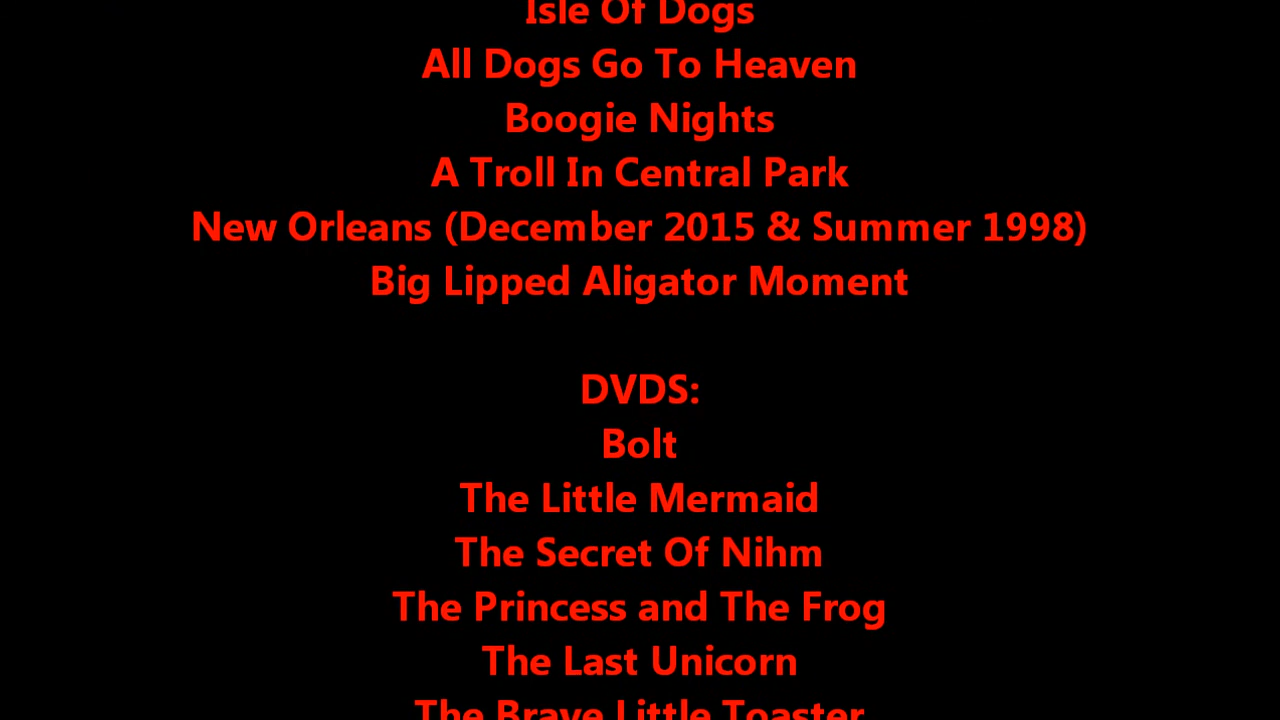 Isle Of Dogs
All Dogs Go To Heaven
Boogie Nights
A Troll In Central Park
New Orleans (December 2015 & Summer 1998)
Big Lipped Aligator Moment
DVDS:
Bolt
The Little Mermaid
The Secret Of Nihm
The Princess and The Frog
The Last Unicorn
The Brave Little Toaster